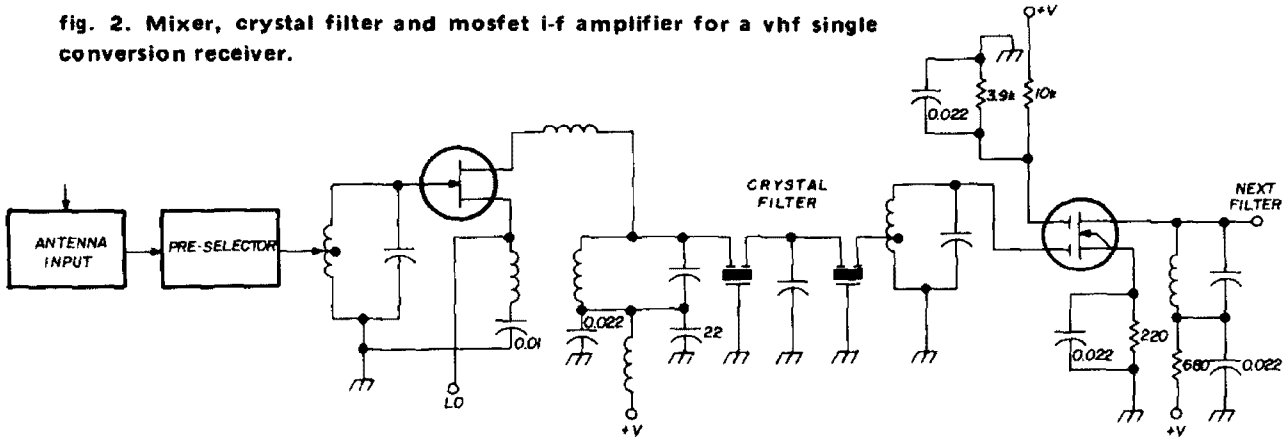 fig. 2. Mixer, crystal filter and mosfet i-f amplifier for a vhf single
conversion receiver.
+V
0.022
3.9k
10k
CRYSTAL
FILTER
NEXT
FILTER
ANTENNA
INPUT
PRE-SELECTOR
0.01
LO
0.022
22
+V
0.022
220
680
0.022
+V